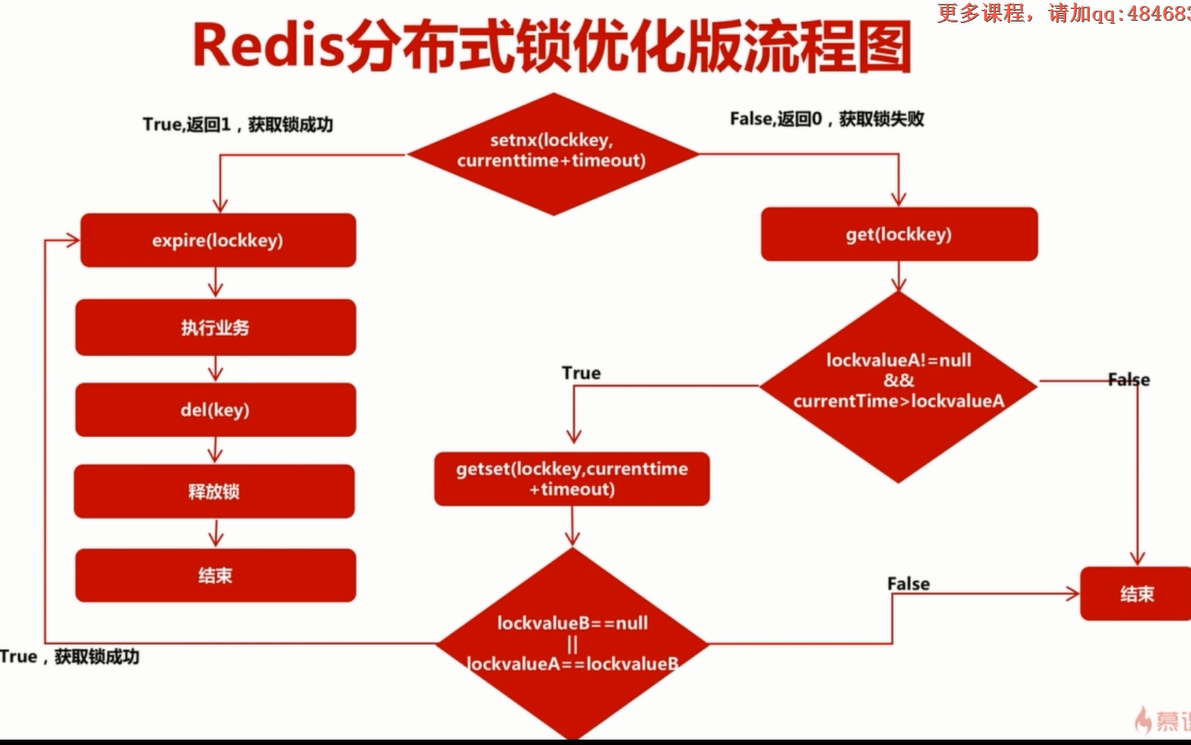 更多课程，请加qq:484683
Redis分布式锁优化版流程图
True,返回1，获取锁成功
False,返回0，获取锁失败
setnx(lockkey,
currenttime+timeout)
expire(lockkey)
get(lockkey)
执行业务
lockvalueA!=null
&&
currentTime>lockvalueA
True
False
del(key)
getset(lockkey,currenttime
+timeout)
释放锁
结束
False
结束
lockvalueB==null
||
lockvalueA==lockvalueB
True，获取锁成功
慕